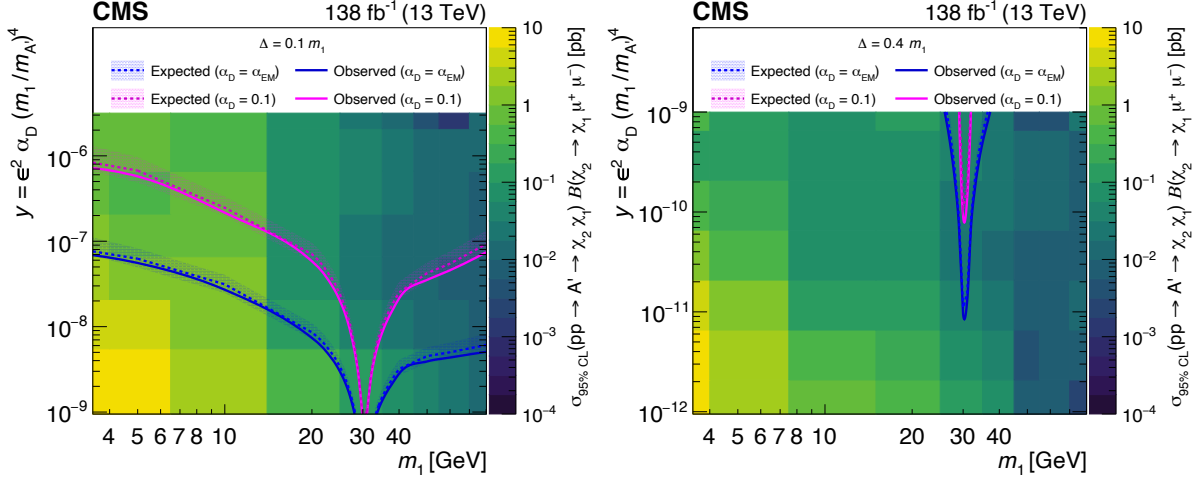 CMS 138 fb⁻¹ (13 TeV)
Δ = 0.1 m₁
Expected (α_D = α_EM) Observed (α_D = α_EM)
Expected (α_D = 0.1) Observed (α_D = 0.1)
y = ϵ² α_D (m₁ /m_A')⁴
10⁻⁶
10⁻⁷
10⁻⁸
10⁻⁹
4 5 6 7 8 10 20 30 40
m₁ [GeV]
10
1
10⁻¹
10⁻²
10⁻³
10⁻⁴
σ_95% CL(pp → A' → χ₂ χ₁) B(χ₂ → χ₁ μ⁺ μ⁻) [pb]
CMS 138 fb⁻¹ (13 TeV)
Δ = 0.4 m₁
Expected (α_D = α_EM) Observed (α_D = α_EM)
Expected (α_D = 0.1) Observed (α_D = 0.1)
y = ϵ² α_D (m₁ /m_A')⁴
10⁻⁹
10⁻¹⁰
10⁻¹¹
10⁻¹²
4 5 6 7 8 10 20 30 40
m₁ [GeV]
10
1
10⁻¹
10⁻²
10⁻³
10⁻⁴
σ_95% CL(pp → A' → χ₂ χ₁) B(χ₂ → χ₁ μ⁺ μ⁻) [pb]